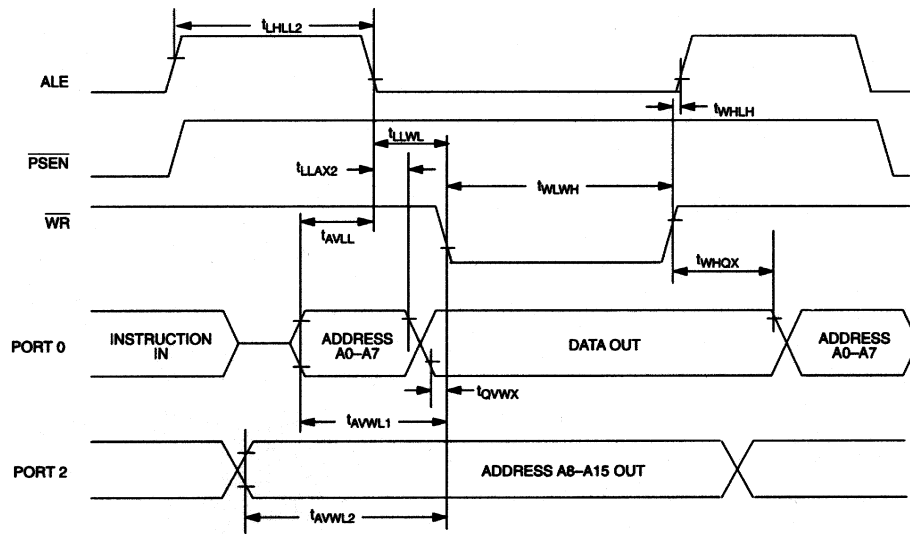 tLHLL2
ALE
tWHLH
tLLWL
PSEN
tLLAX2
tWLWH
WR
tAVLL
tWHQX
PORT 0
INSTRUCTION
IN
ADDRESS
A0–A7
DATA OUT
ADDRESS
A0–A7
tQVWX
tAVWL1
PORT 2
ADDRESS A8–A15 OUT
tAVWL2